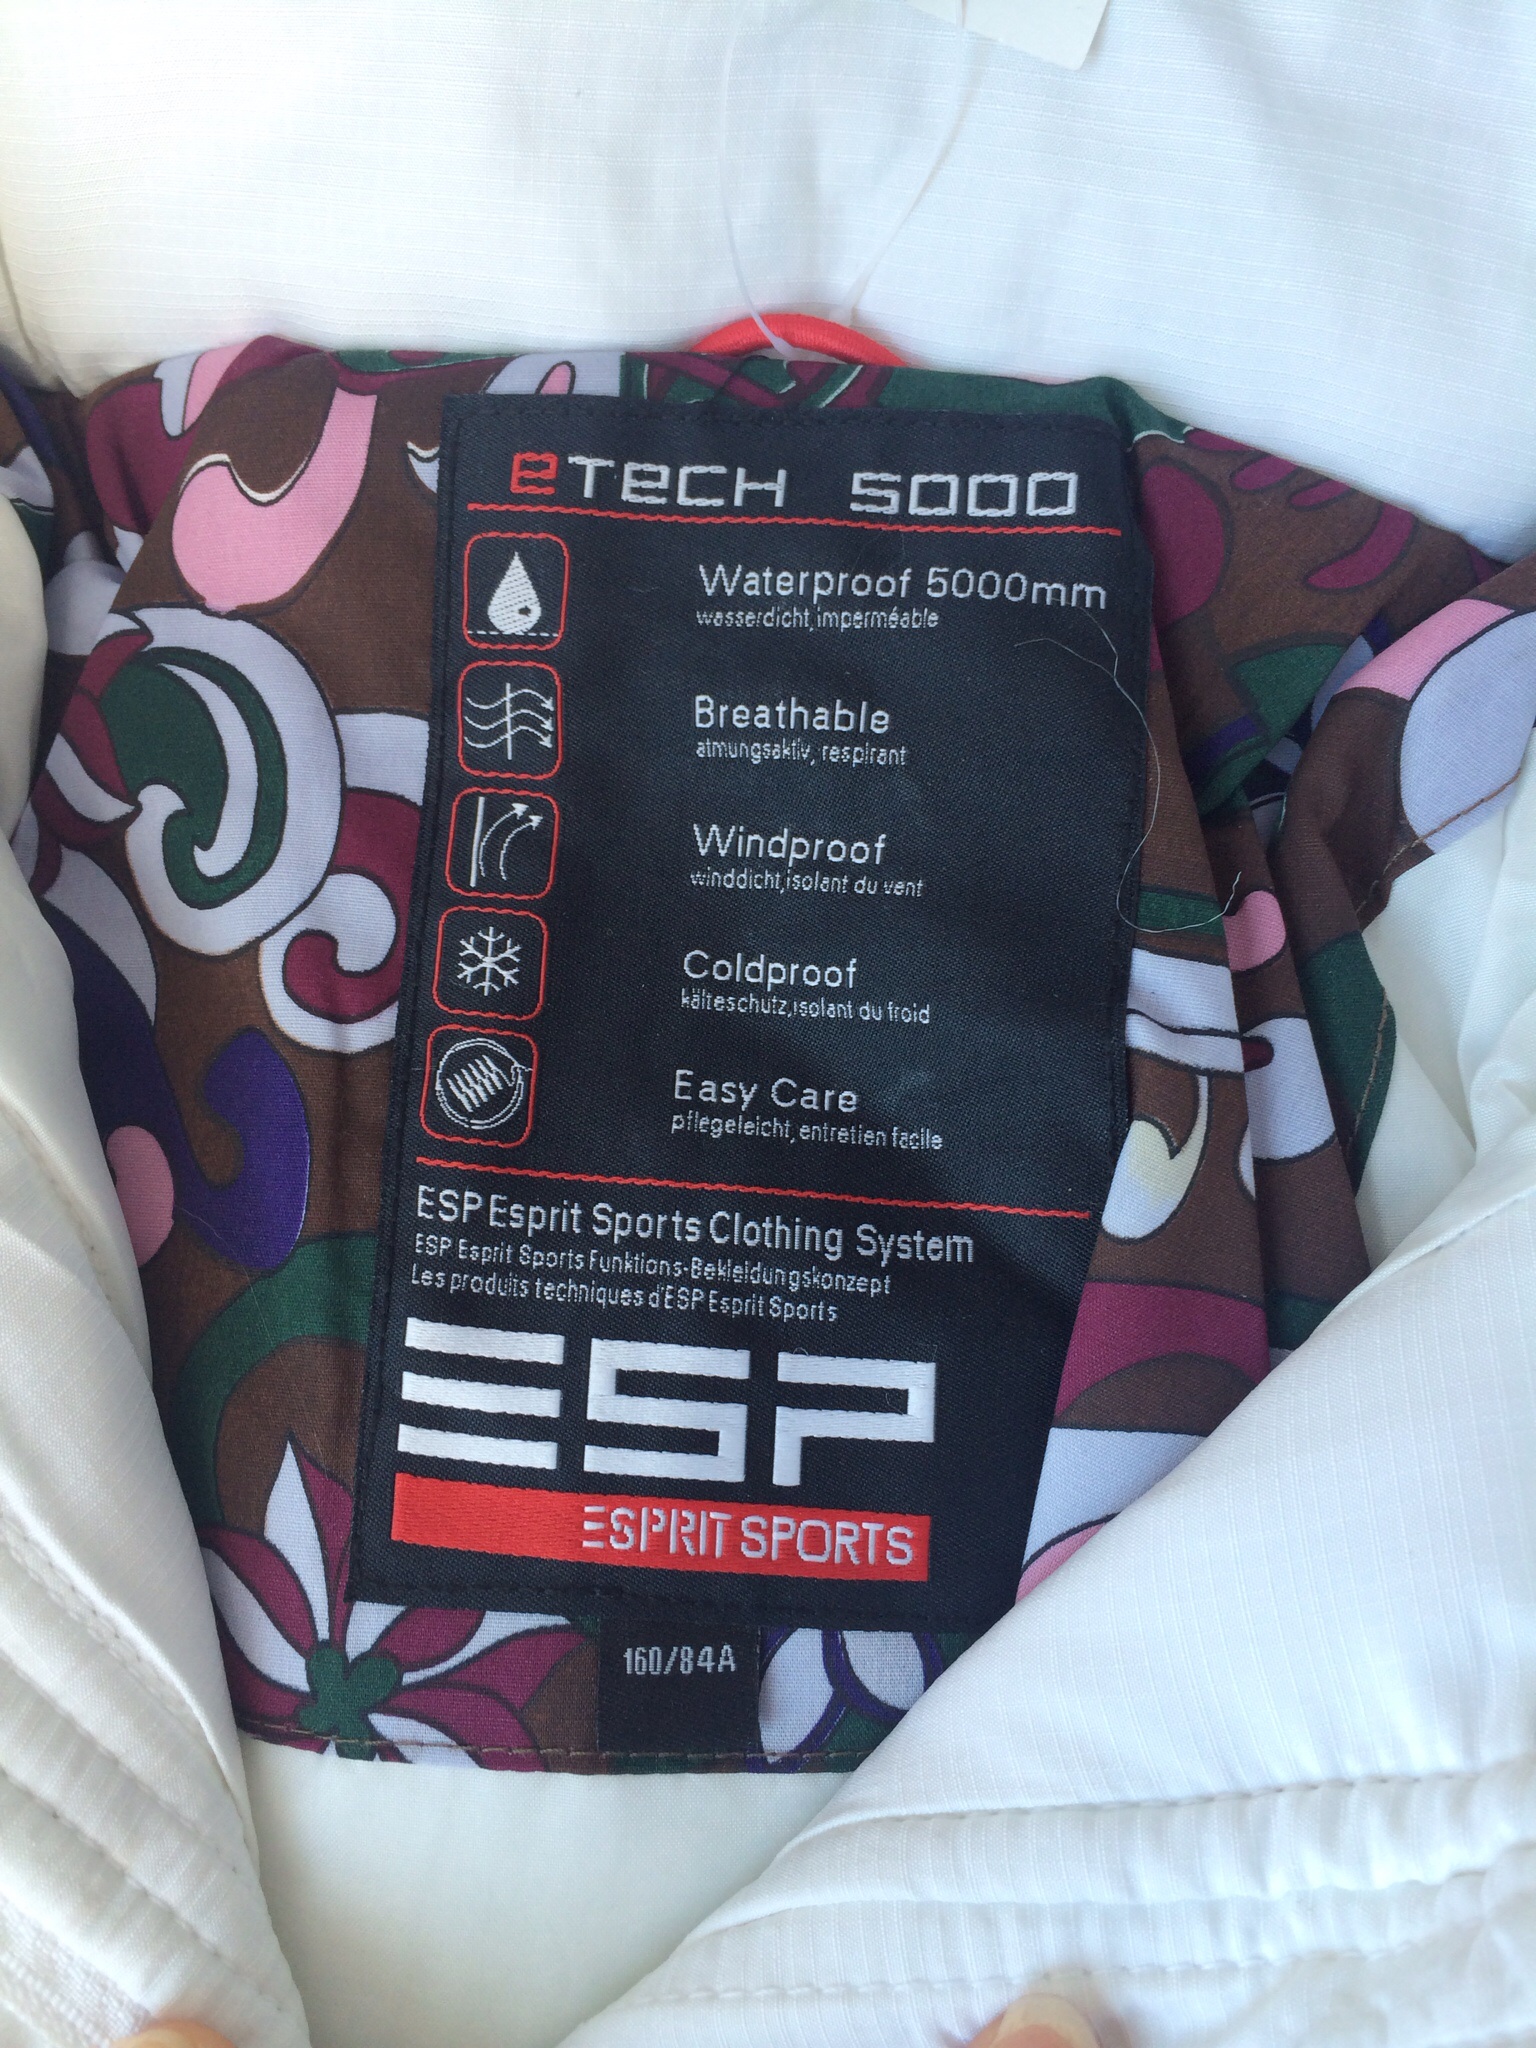 eTECH 5000
Waterproof 5000mm
wasserdicht, imperméable
Breathable
atmungsaktiv, respirant
Windproof
winddicht, isolant du vent
Coldproof
kälteschutz, isolant du froid
Easy Care
pflegeleicht, entretien facile
ESP Esprit Sports Clothing System
ESP Esprit Sports Funktions-Bekleidungskonzept
Les produits techniques d'ESP Esprit Sports
ESP
ESPRIT SPORTS
160/84A